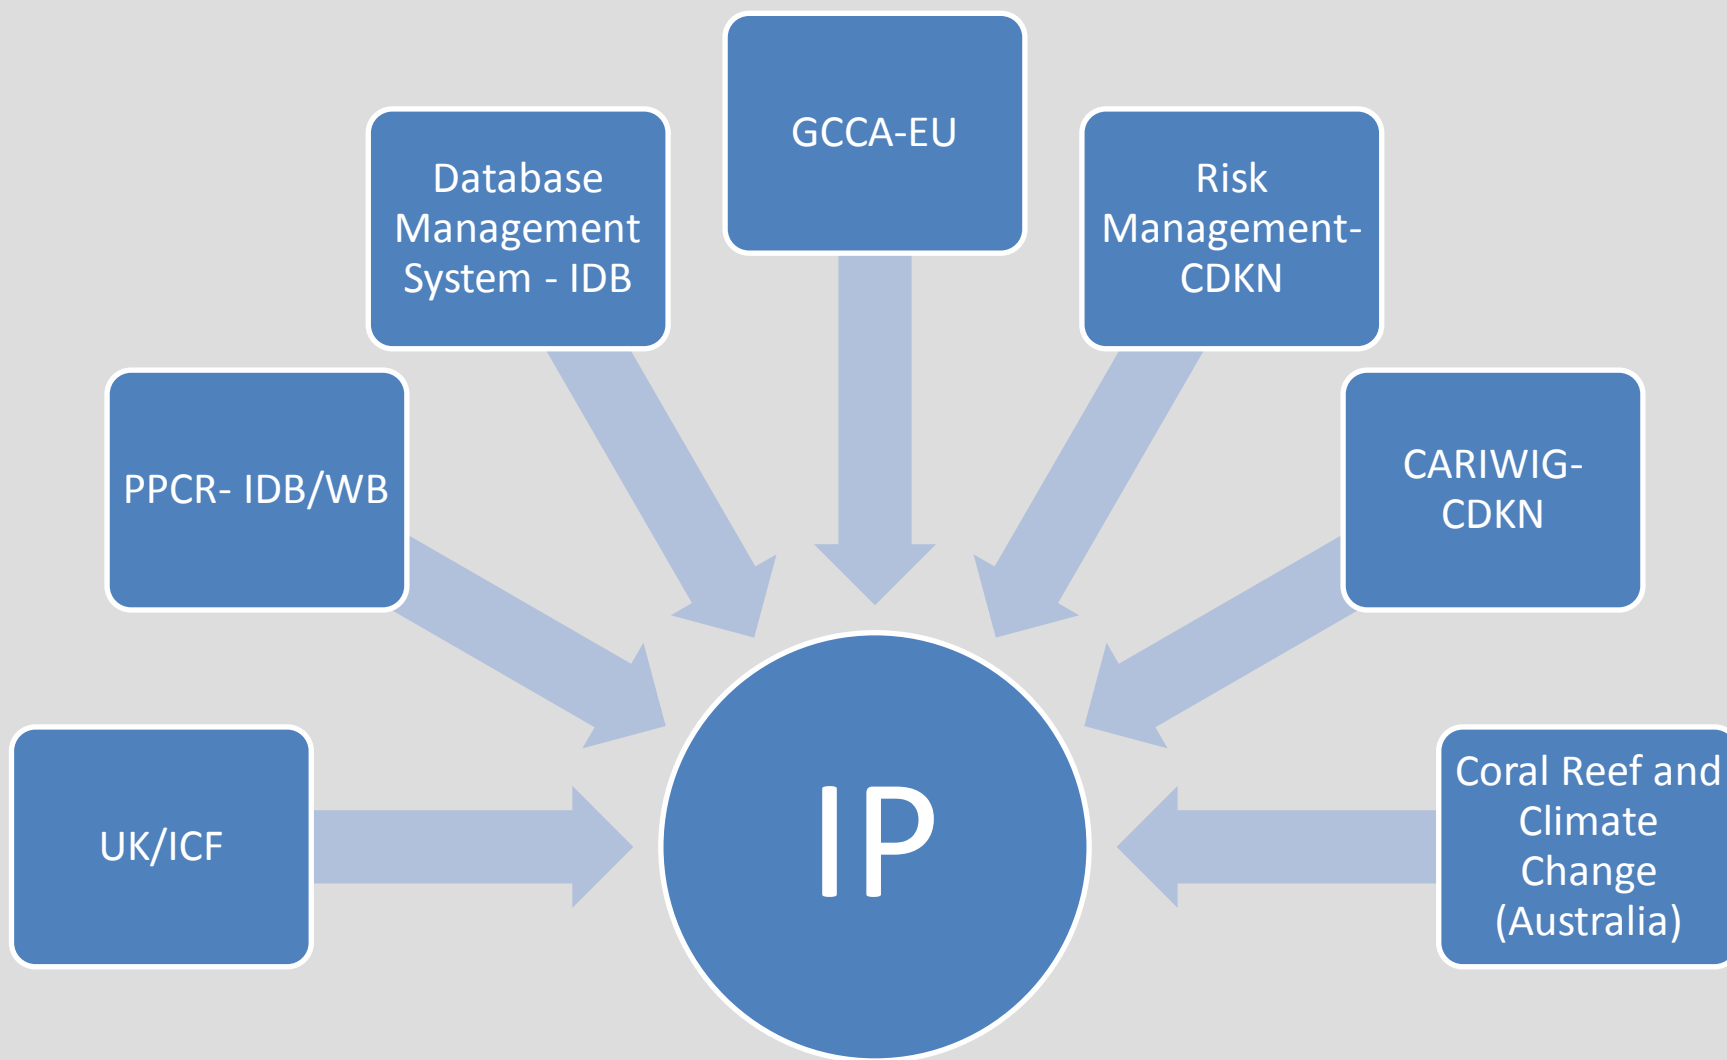 GCCA-EU
Database
Management
System - IDB
Risk
Management-
CDKN
PPCR- IDB/WB
CARIWIG-
CDKN
UK/ICF
IP
Coral Reef and
Climate
Change
(Australia)